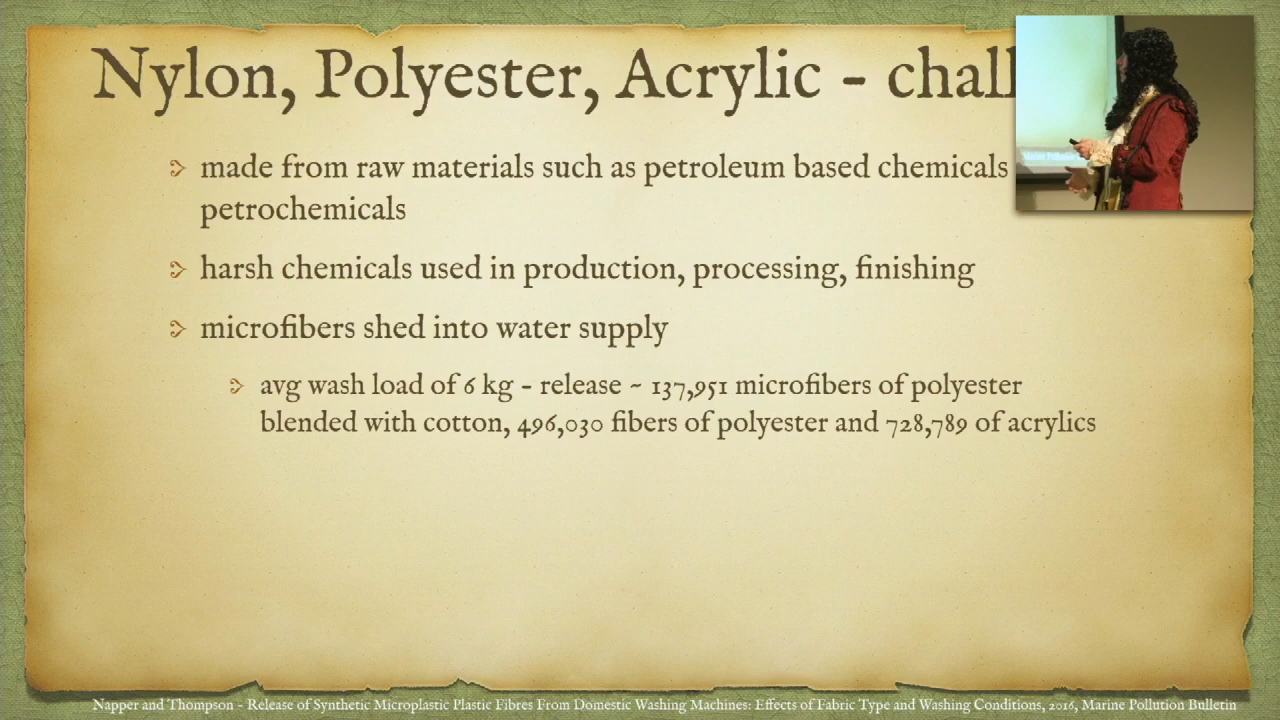 Nylon, Polyester, Acrylic - chall
made from raw materials such as petroleum based chemicals
petrochemicals
harsh chemicals used in production, processing, finishing
microfibers shed into water supply
avg wash load of 6 kg - release ~ 137,951 microfibers of polyester
blended with cotton, 496,030 fibers of polyester and 728,789 of acrylics
Napper and Thompson - Release of Synthetic Microplastic Plastic Fibres From Domestic Washing Machines: Effects of Fabric Type and Washing Conditions, 2016, Marine Pollution Bulletin